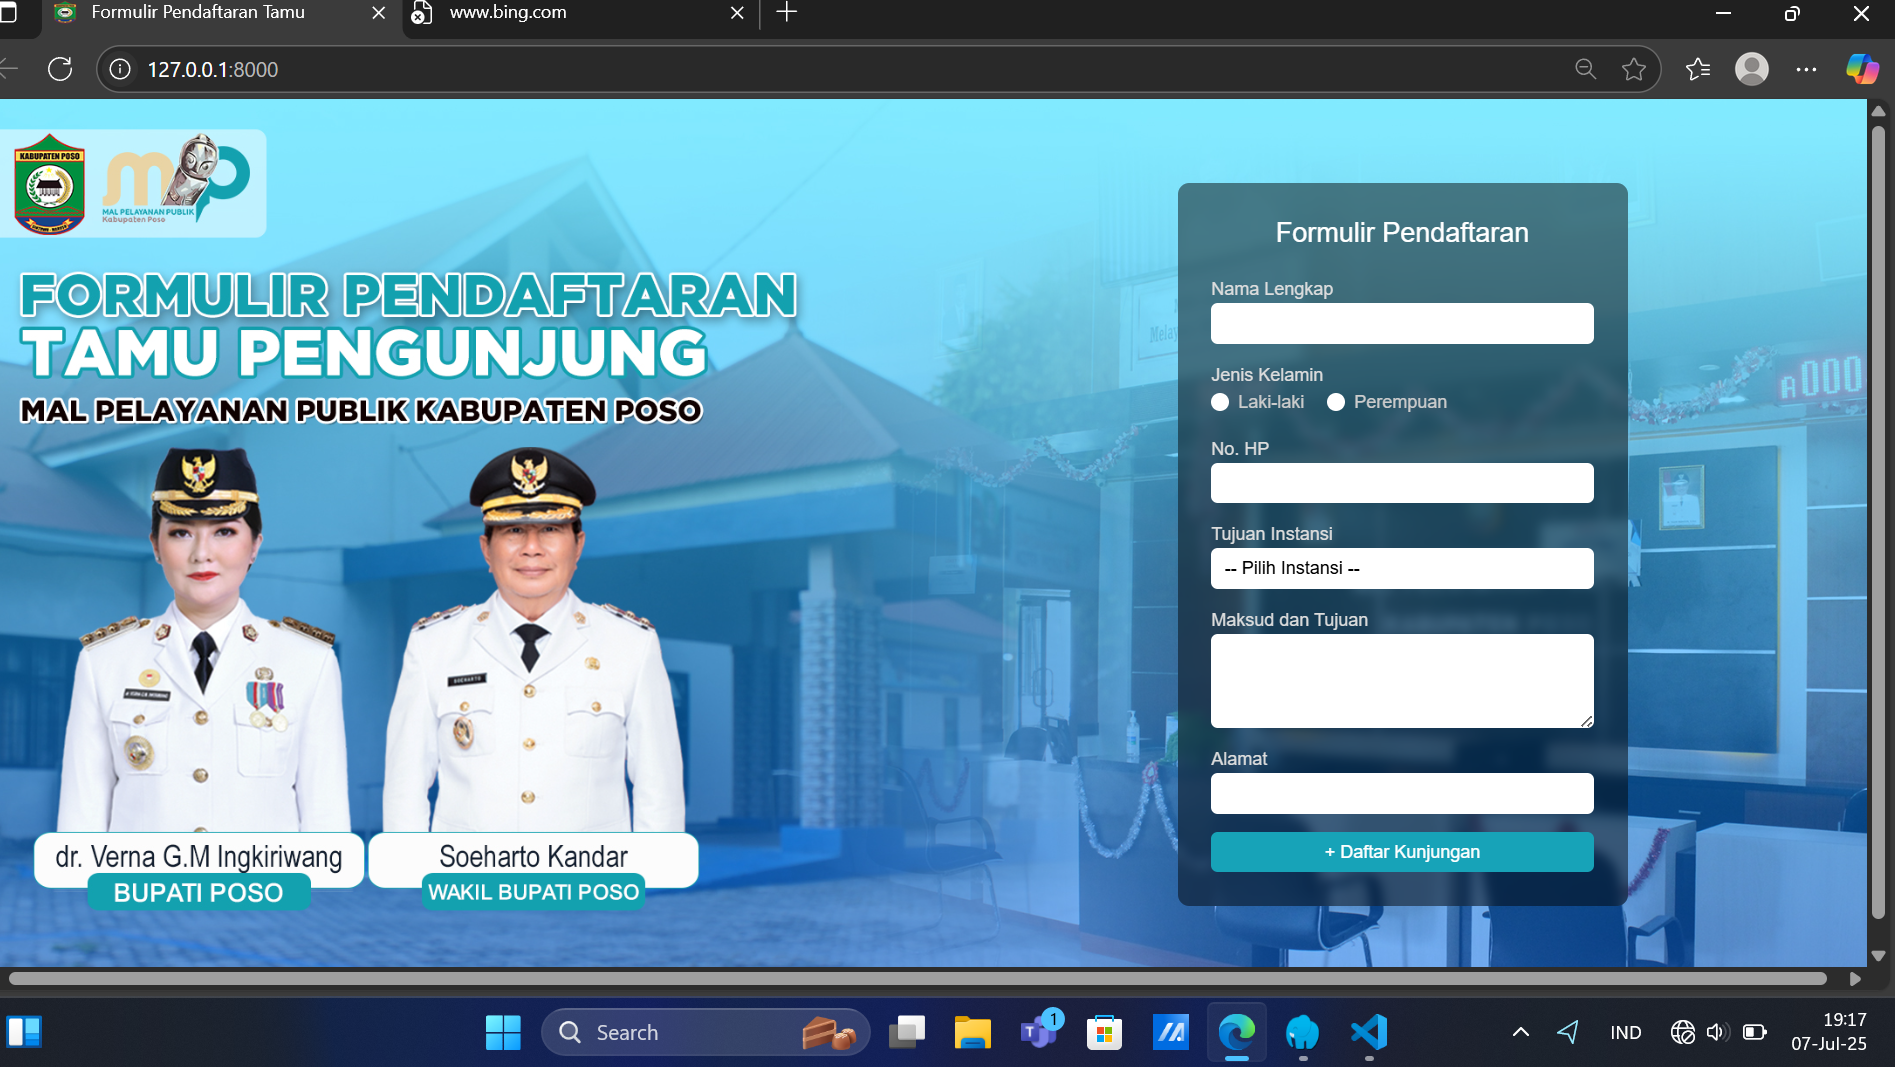 Formulir Pendaftaran Tamu
www.bing.com
127.0.0.1:8000
KABUPATEN POSO
MAL PELAYANAN PUBLIK
Kabupaten Poso
FORMULIR PENDAFTARAN
TAMU PENGUNJUNG
MAL PELAYANAN PUBLIK KABUPATEN POSO
SOEHARTO
dr. Verna G.M Ingkiriwang
BUPATI POSO
Soeharto Kandar
WAKIL BUPATI POSO
A000
Formulir Pendaftaran
Nama Lengkap
Jenis Kelamin
Laki-laki Perempuan
No. HP
Tujuan Instansi
-- Pilih Instansi --
Maksud dan Tujuan
Alamat
+ Daftar Kunjungan
Search
1
IND
19:17
07-Jul-25